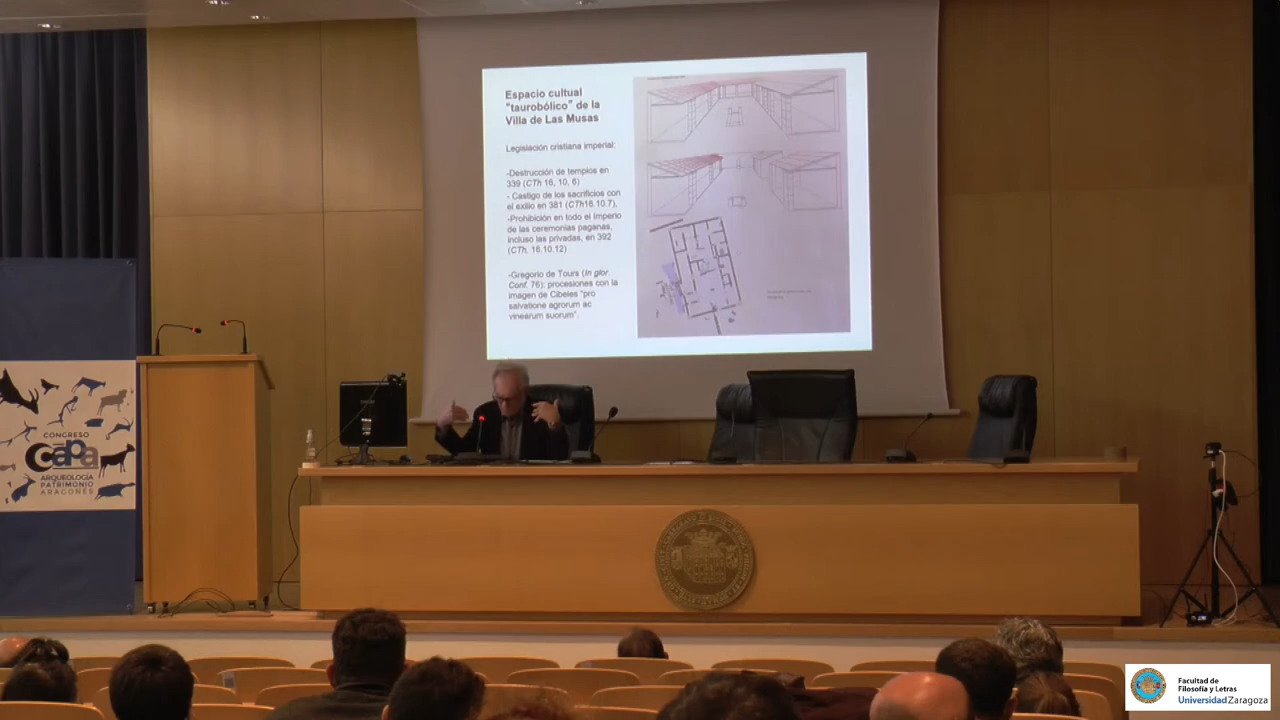 Espacio cultual
"taurobólico" de la
Villa de Las Musas
Legislación cristiana imperial:
-Destrucción de templos en
339 (CTh 16, 10, 6)
- Castigo de los sacrificios con
el exilio en 381 (CTh16.10.7),
-Prohibición en todo el Imperio
de las ceremonias paganas,
incluso las privadas, en 392
(CTh. 16.10.12)
-Gregorio de Tours (In glor.
Conf. 76): procesiones con la
imagen de Cibeles "pro
salvatione agrorum ac
vinearum suorum".
CONGRESO
CAPA
ARQUEOLOGÍA
PATRIMONIO
ARAGONÉS
Facultad de
Filosofía y Letras
Universidad Zaragoza